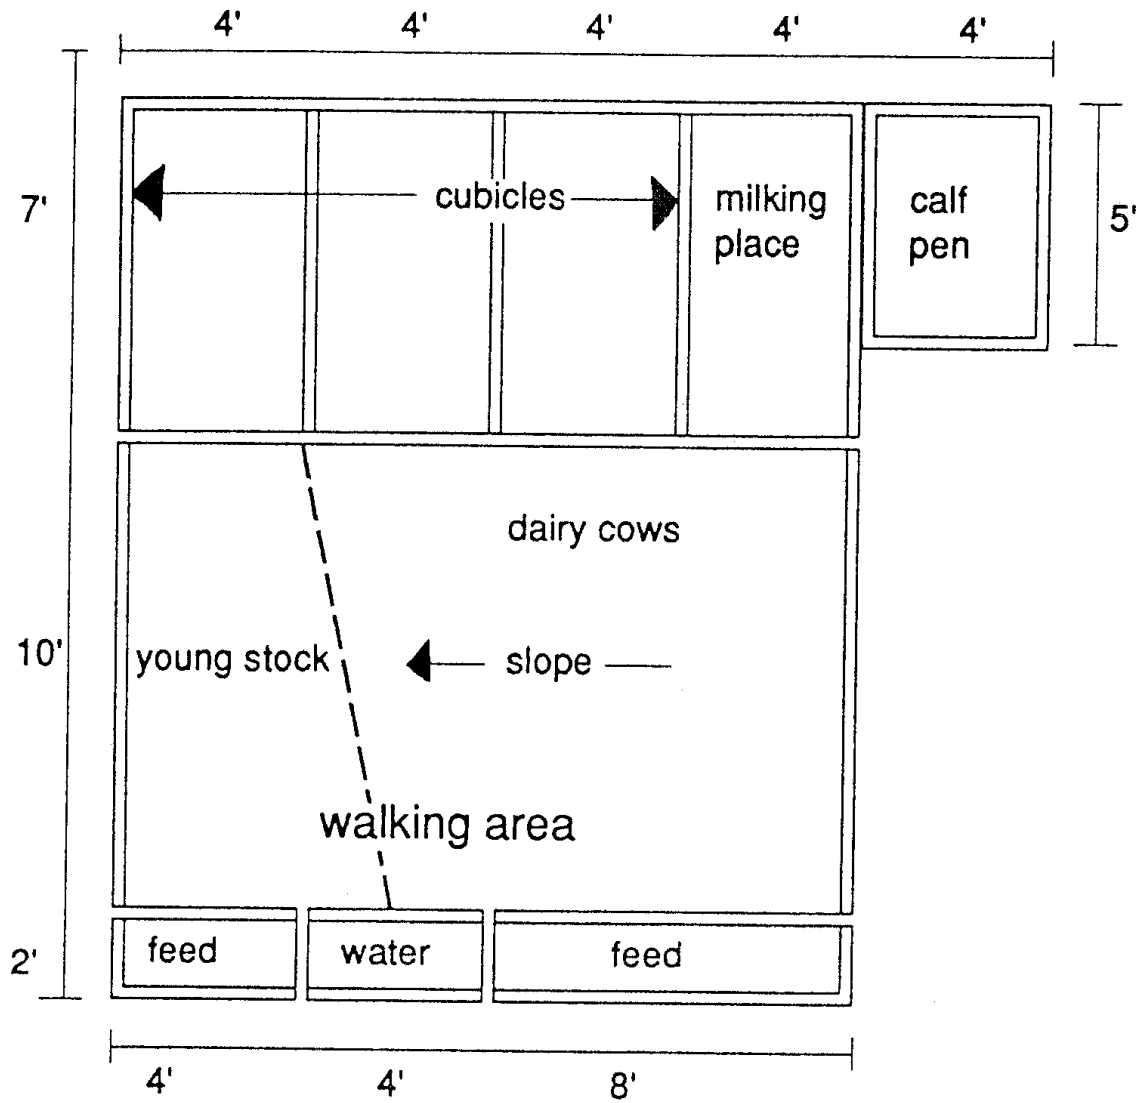 4' 4' 4' 4' 4'
7'
cubicles
milking
place
calf
pen
5'
dairy cows
10'
young stock
slope
walking area
2'
feed
water
feed
4' 4' 8'